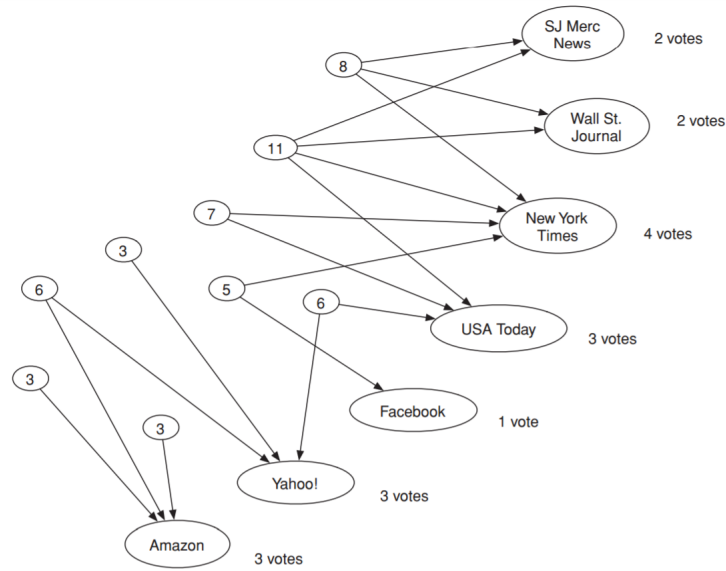 SJ Merc
News
2 votes
8
Wall St.
Journal
2 votes
11
7
New York
Times
4 votes
3
6
5
6
USA Today
3 votes
3
Facebook
1 vote
3
Yahoo!
3 votes
Amazon
3 votes